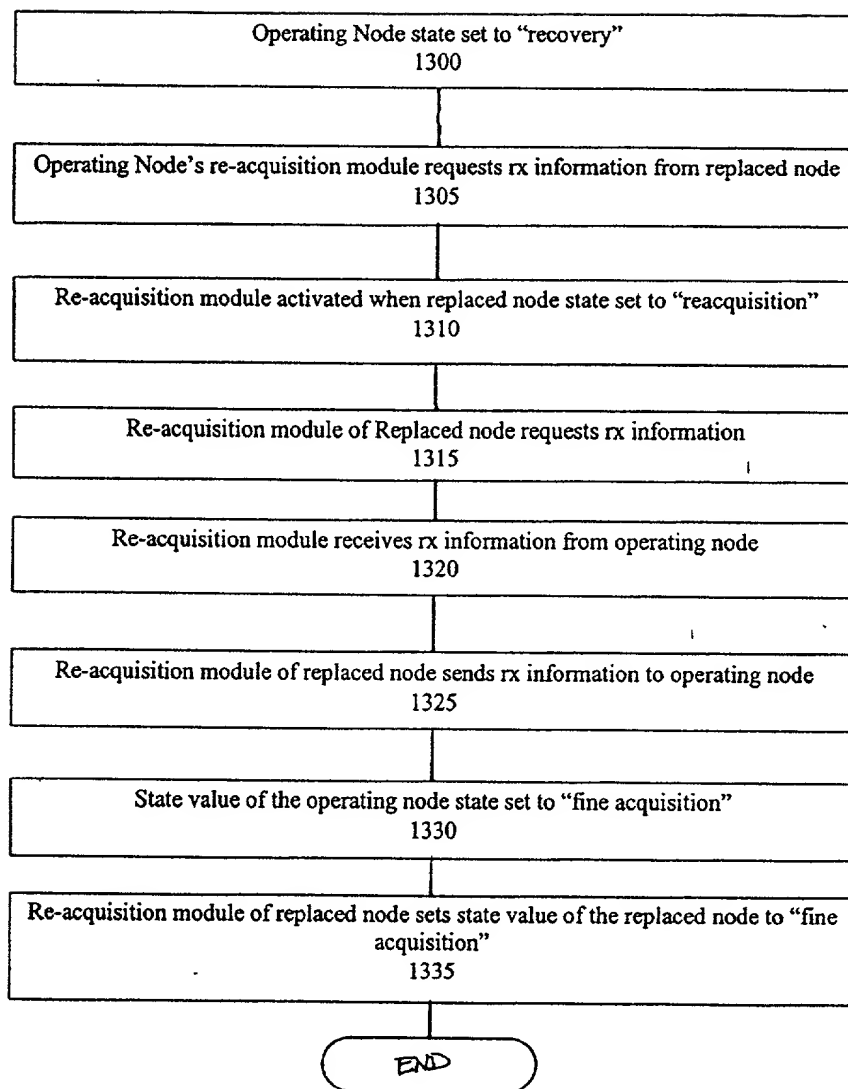 Operating Node state set to “recovery”
1300
Operating Node’s re-acquisition module requests rx information from replaced node
1305
Re-acquisition module activated when replaced node state set to “reacquisition”
1310
Re-acquisition module of Replaced node requests rx information
1315
Re-acquisition module receives rx information from operating node
1320
Re-acquisition module of replaced node sends rx information to operating node
1325
State value of the operating node state set to “fine acquisition”
1330
Re-acquisition module of replaced node sets state value of the replaced node to “fine
acquisition”
1335
END